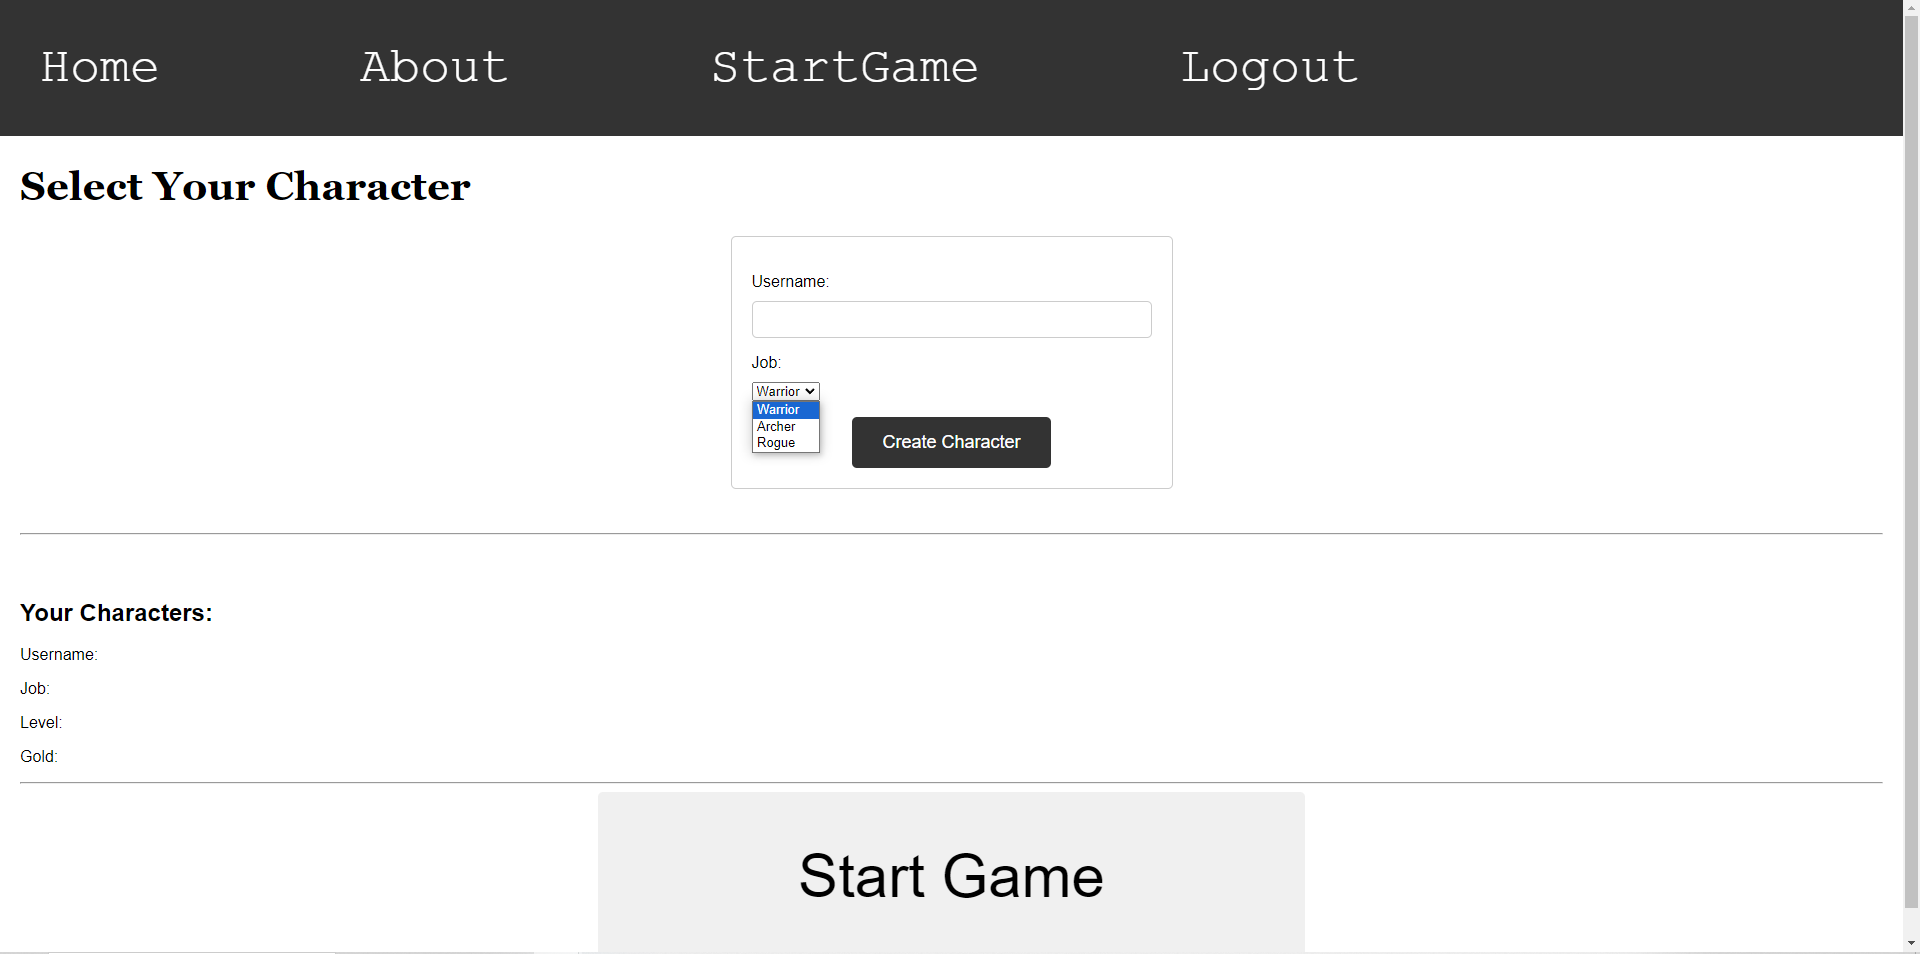 Home About StartGame Logout
Select Your Character
Username:
Job:
Warrior
Warrior
Archer
Rogue
Create Character
Your Characters:
Username:
Job:
Level:
Gold:
Start Game